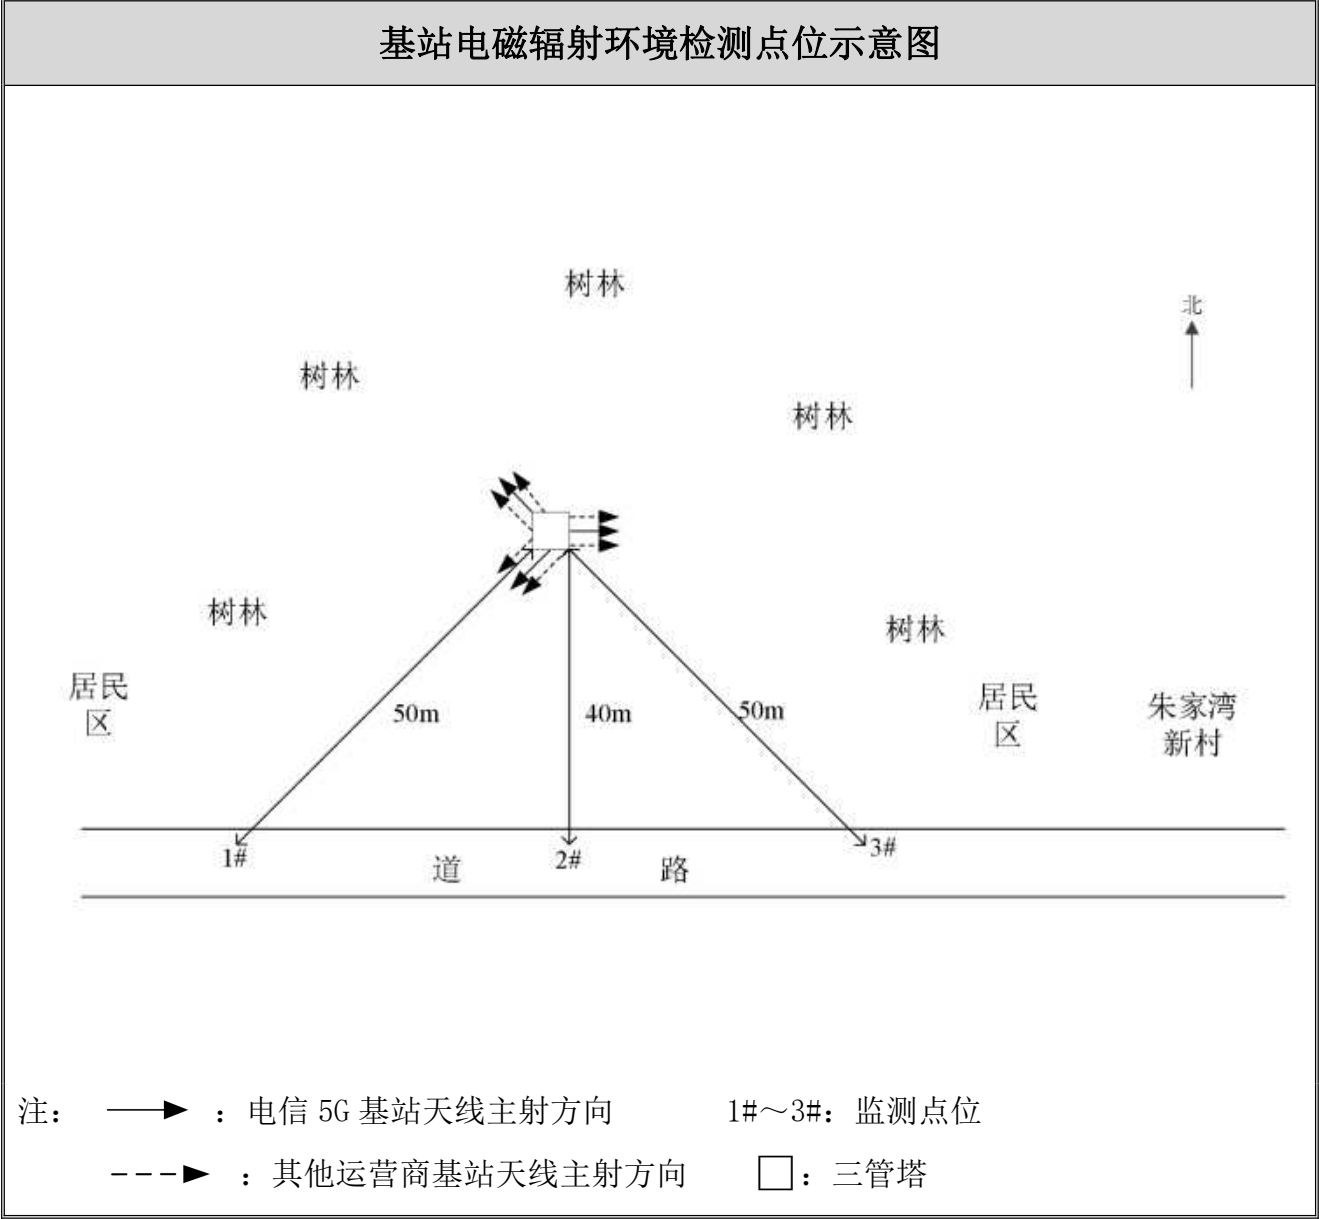 基站电磁辐射环境检测点位示意图
树林
北
树林
树林
树林
树林
居民
区
居民
区
朱家湾
新村
50m
40m
50m
1#
道
2#
路
3#
注： ：电信 5G 基站天线主射方向 1#～3#：监测点位
：其他运营商基站天线主射方向 ：三管塔